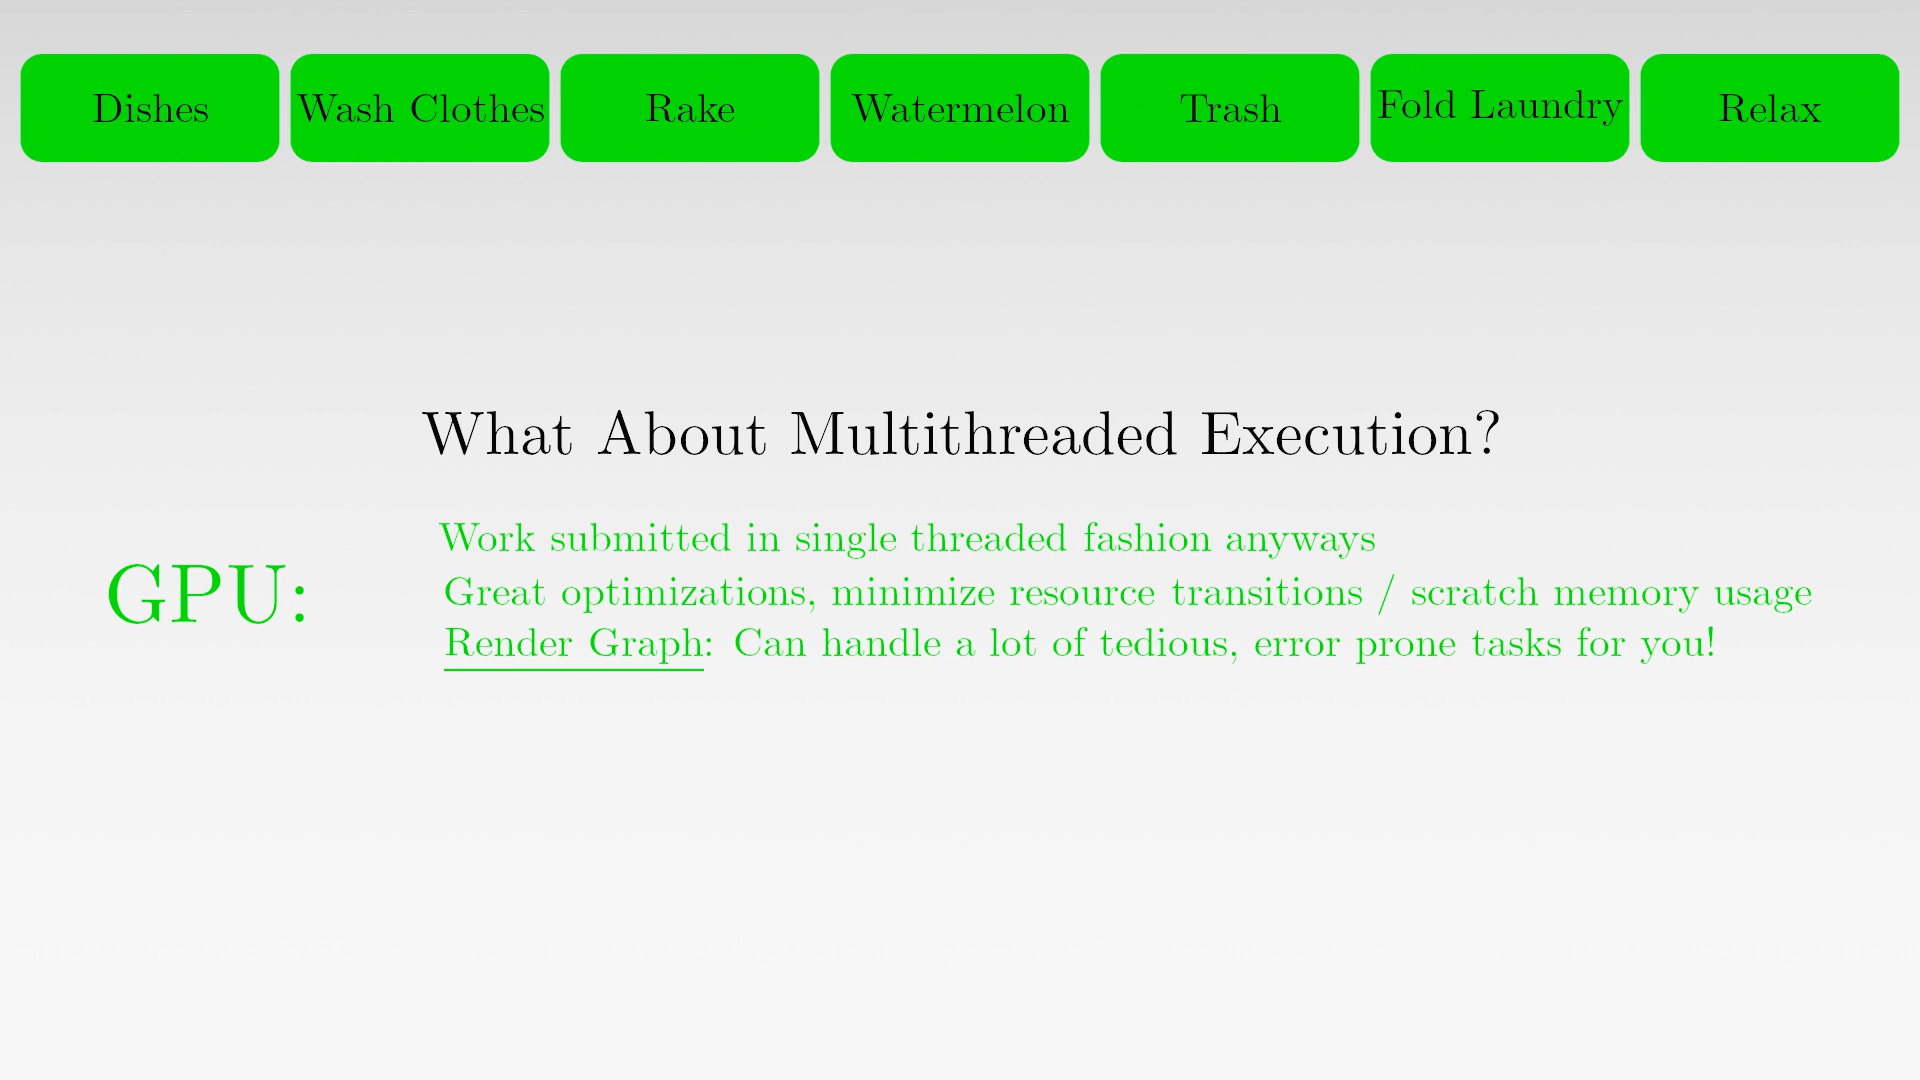 Dishes
Wash Clothes
Rake
Watermelon
Trash
Fold Laundry
Relax
What About Multithreaded Execution?
GPU:
Work submitted in single threaded fashion anyways
Great optimizations, minimize resource transitions / scratch memory usage
Render Graph: Can handle a lot of tedious, error prone tasks for you!